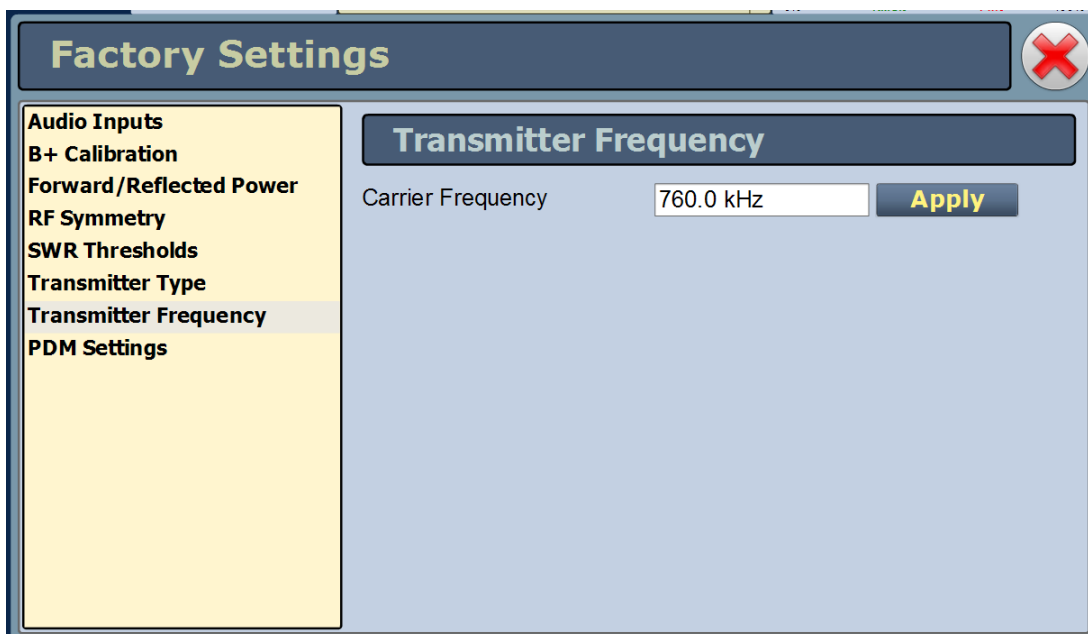 Factory Settings
Audio Inputs
B+ Calibration
Forward/Reflected Power
RF Symmetry
SWR Thresholds
Transmitter Type
Transmitter Frequency
PDM Settings
Transmitter Frequency
Carrier Frequency 760.0 kHz Apply